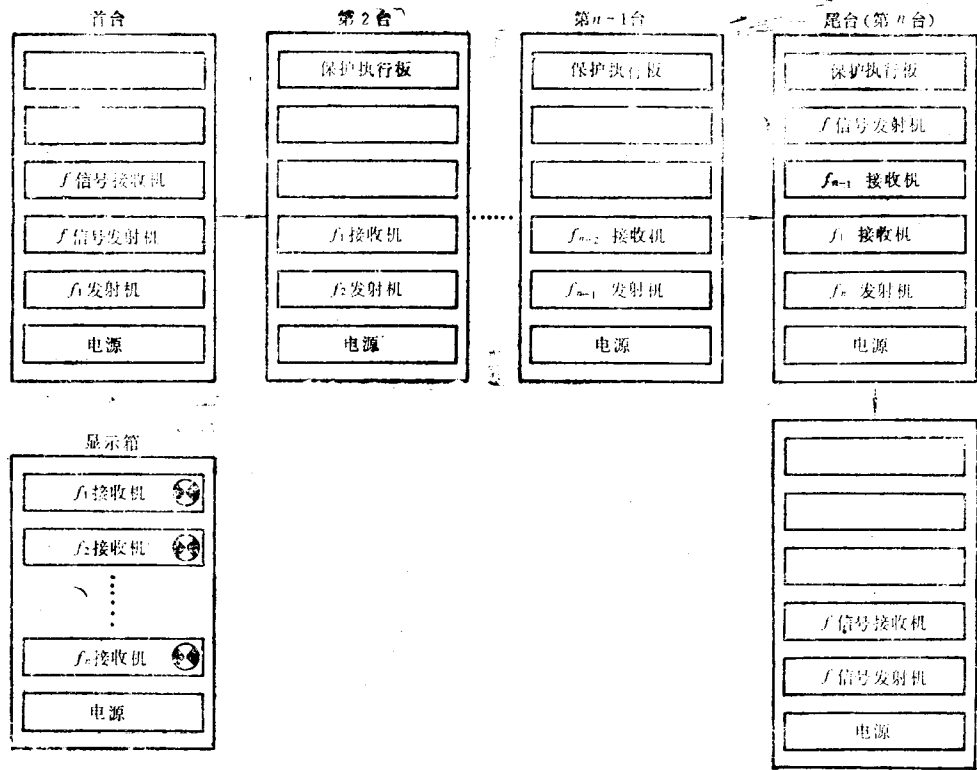 首台
f信号接收机
f信号发射机
f₁发射机
电源
第2台
保护执行板
f₁接收机
f₂发射机
电源
……
第n-1台
保护执行板
fₙ₋₂ 接收机
fₙ₋₁ 发射机
电源
尾台(第n台)
保护执行板
f信号发射机
fₙ₋₁ 接收机
f₁ 接收机
fₙ 发射机
电源
显示箱
f₁接收机
f₂接收机
……
fₙ接收机
电源
f信号接收机
f信号发射机
电源